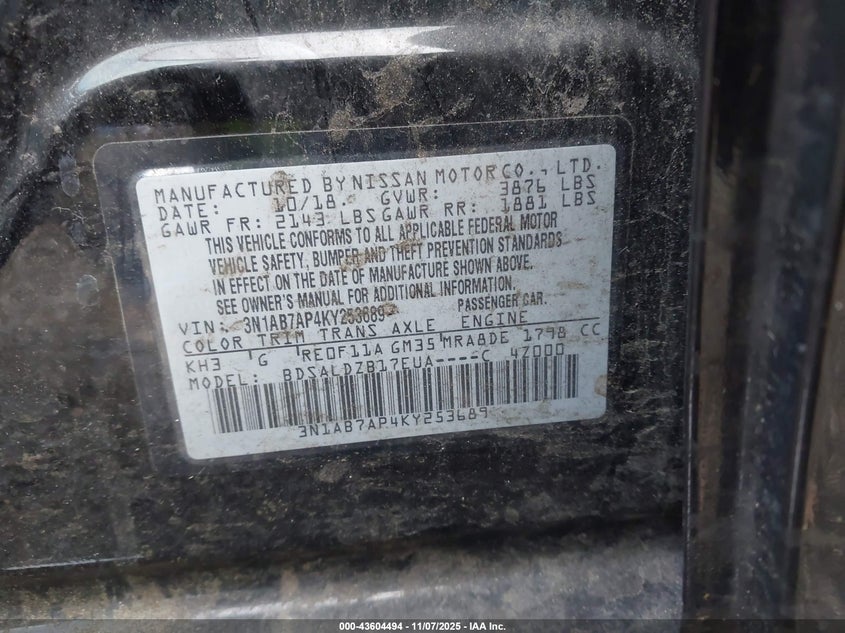 MANUFACTURED BY NISSAN MOTOR CO., LTD.
DATE: 10/18. GVWR: 3876 LBS
GAWR FR: 2143 LBS GAWR RR: 1881 LBS
THIS VEHICLE CONFORMS TO ALL APPLICABLE FEDERAL MOTOR
VEHICLE SAFETY, BUMPER AND THEFT PREVENTION STANDARDS
IN EFFECT ON THE DATE OF MANUFACTURE SHOWN ABOVE.
SEE OWNER'S MANUAL FOR ADDITIONAL INFORMATION.
VIN: 3N1AB7AP4KY253689 PASSENGER CAR.
COLOR TRIM TRANS AXLE ENGINE
KH3 G RE0F11A GM35 MRA8DE 1798 CC
MODEL: BDSALDZB17EUA----C 4Z000
3N1AB7AP4KY253689
000-43604494 - 11/07/2025 - IAA Inc.